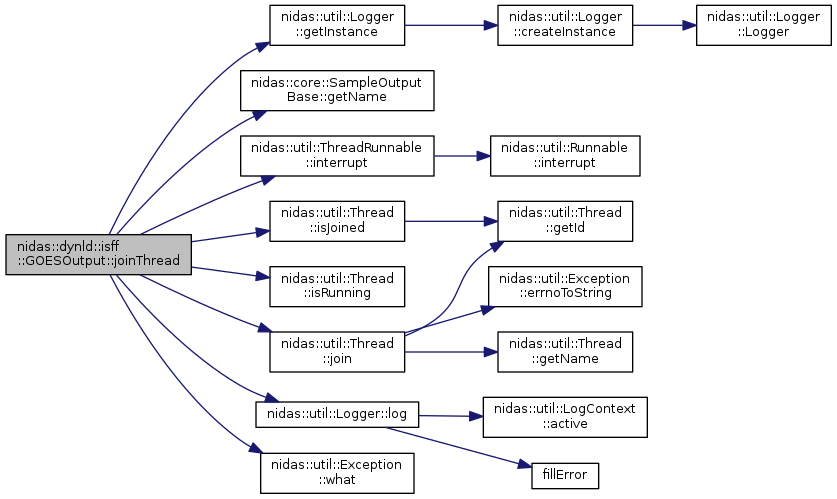 nidas::util::Logger
::getInstance
nidas::util::Logger
::createInstance
nidas::util::Logger
::Logger
nidas::core::SampleOutput
Base::getName
nidas::util::ThreadRunnable
::interrupt
nidas::util::Runnable
::interrupt
nidas::dynld::isff
::GOESOutput::joinThread
nidas::util::Thread
::isJoined
nidas::util::Thread
::getId
nidas::util::Thread
::isRunning
nidas::util::Exception
::errnoToString
nidas::util::Thread
::join
nidas::util::Thread
::getName
nidas::util::Logger::log
nidas::util::LogContext
::active
nidas::util::Exception
::what
fillError